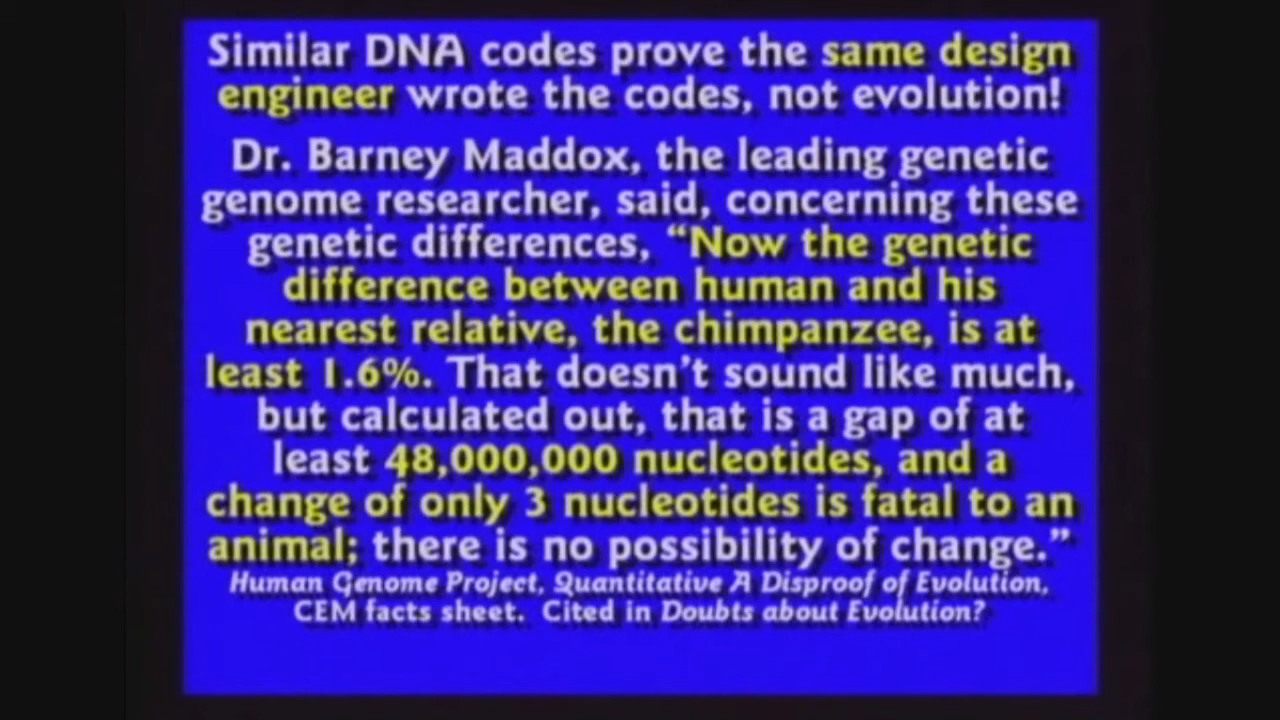 Similar DNA codes prove the same design
engineer wrote the codes, not evolution!
Dr. Barney Maddox, the leading genetic
genome researcher, said, concerning these
genetic differences, “Now the genetic
difference between human and his
nearest relative, the chimpanzee, is at
least 1.6%. That doesn’t sound like much,
but calculated out, that is a gap of at
least 48,000,000 nucleotides, and a
change of only 3 nucleotides is fatal to an
animal; there is no possibility of change.”
Human Genome Project, Quantitative A Disproof of Evolution,
CEM facts sheet. Cited in Doubts about Evolution?